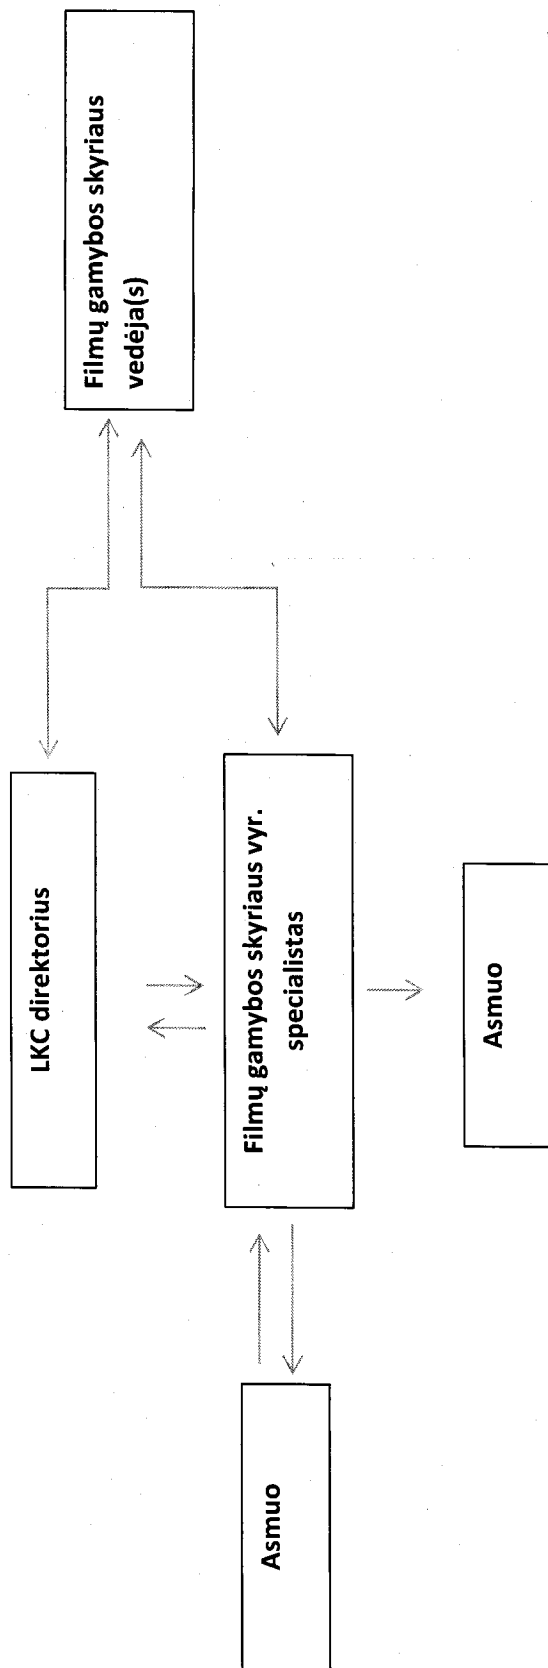 LKC direktorius
Filmų gamybos skyriaus
vedėja(s)
Filmų gamybos skyriaus vyr.
specialistas
Asmuo
Asmuo